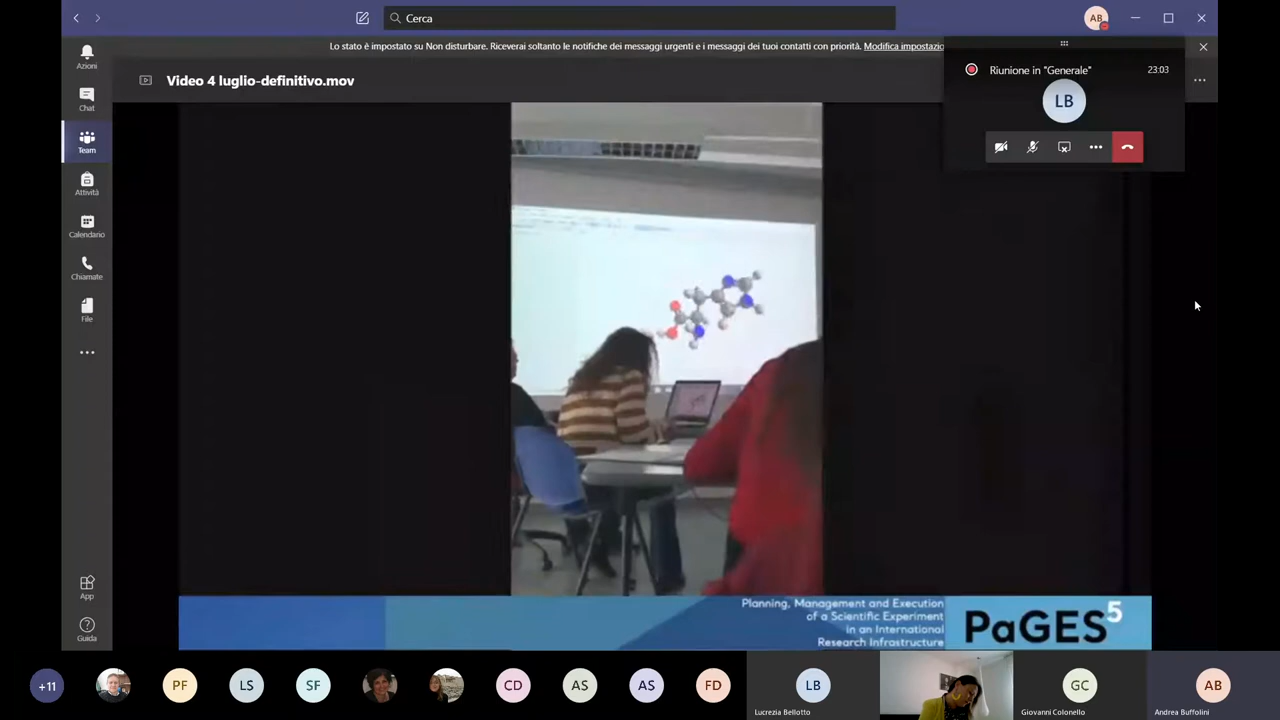 Cerca
AB
Lo stato è impostato su Non disturbare. Riceverai soltanto le notifiche dei messaggi urgenti e i messaggi dei tuoi contatti con priorità. Modifica impostazio
Azioni
Chat
Team
Attività
Calendario
Chiamate
File
App
Guida
Video 4 luglio-definitivo.mov
Riunione in "Generale"
23:03
LB
Planning, Management and Execution
of a Scientific Experiment
in an International
Research Infrastructure
PaGES5
+11
PF
LS
SF
CD
AS
AS
FD
LB
Lucrezia Bellotto
GC
Giovanni Colonello
AB
Andrea Buffolini